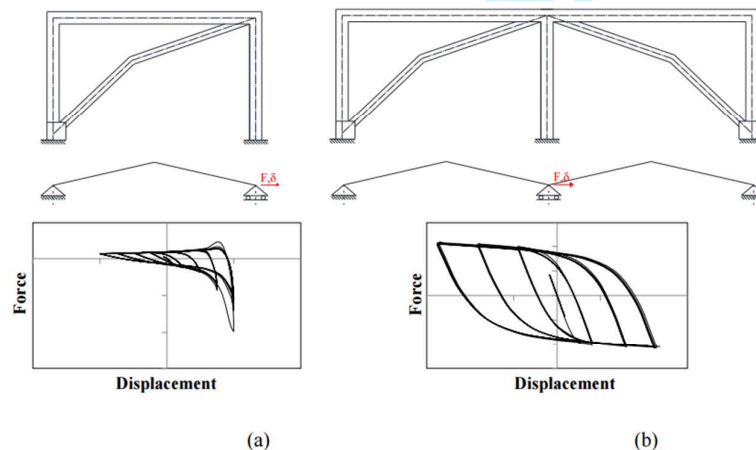 F,δ
F,δ
Force
Displacement
Force
Displacement
(a)
(b)